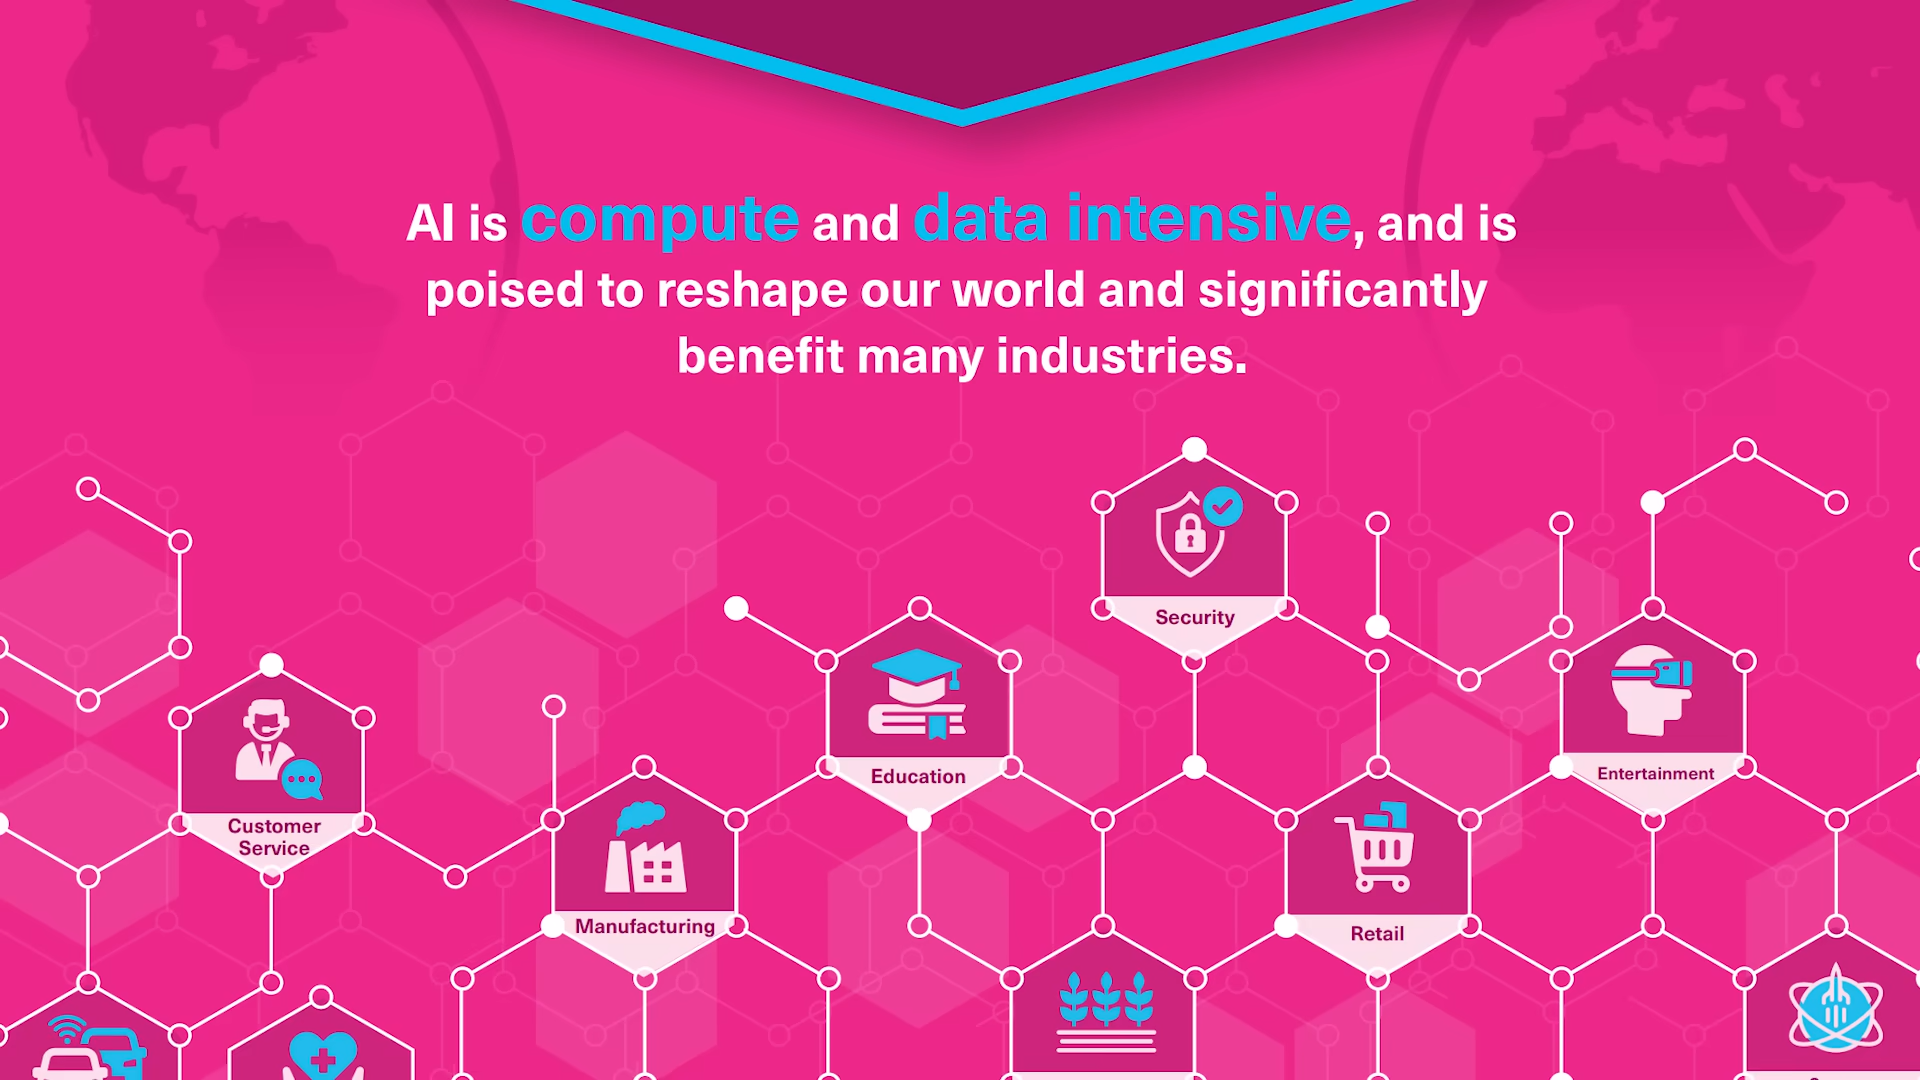 AI is compute and data intensive, and is
poised to reshape our world and significantly
benefit many industries.
Security
Education
Entertainment
Customer
Service
Manufacturing
Retail